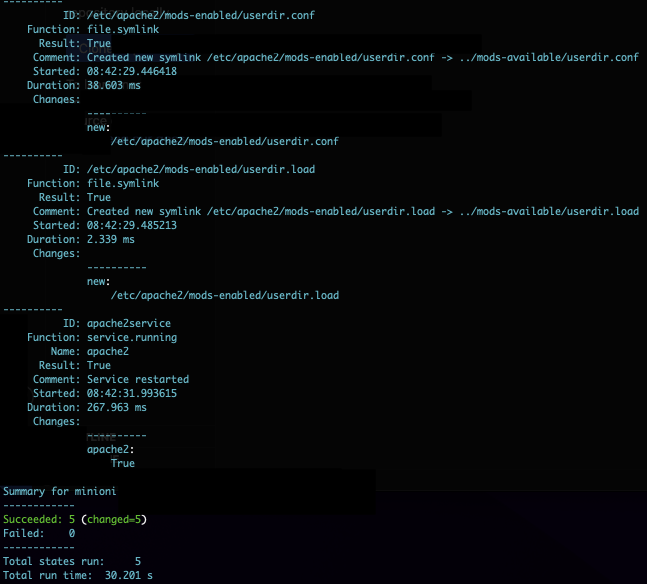 ----------
ID: /etc/apache2/mods-enabled/userdir.conf
Function: file.symlink
Result: True
Comment: Created new symlink /etc/apache2/mods-enabled/userdir.conf -> ../mods-available/userdir.conf
Started: 08:42:29.446418
Duration: 38.603 ms
Changes:
----------
new:
/etc/apache2/mods-enabled/userdir.conf
----------
ID: /etc/apache2/mods-enabled/userdir.load
Function: file.symlink
Result: True
Comment: Created new symlink /etc/apache2/mods-enabled/userdir.load -> ../mods-available/userdir.load
Started: 08:42:29.485213
Duration: 2.339 ms
Changes:
----------
new:
/etc/apache2/mods-enabled/userdir.load
----------
ID: apache2service
Function: service.running
Name: apache2
Result: True
Comment: Service restarted
Started: 08:42:31.993615
Duration: 267.963 ms
Changes:
----------
apache2:
True
Summary for minioni
------------
Succeeded: 5 (changed=5)
Failed: 0
------------
Total states run: 5
Total run time: 30.201 s